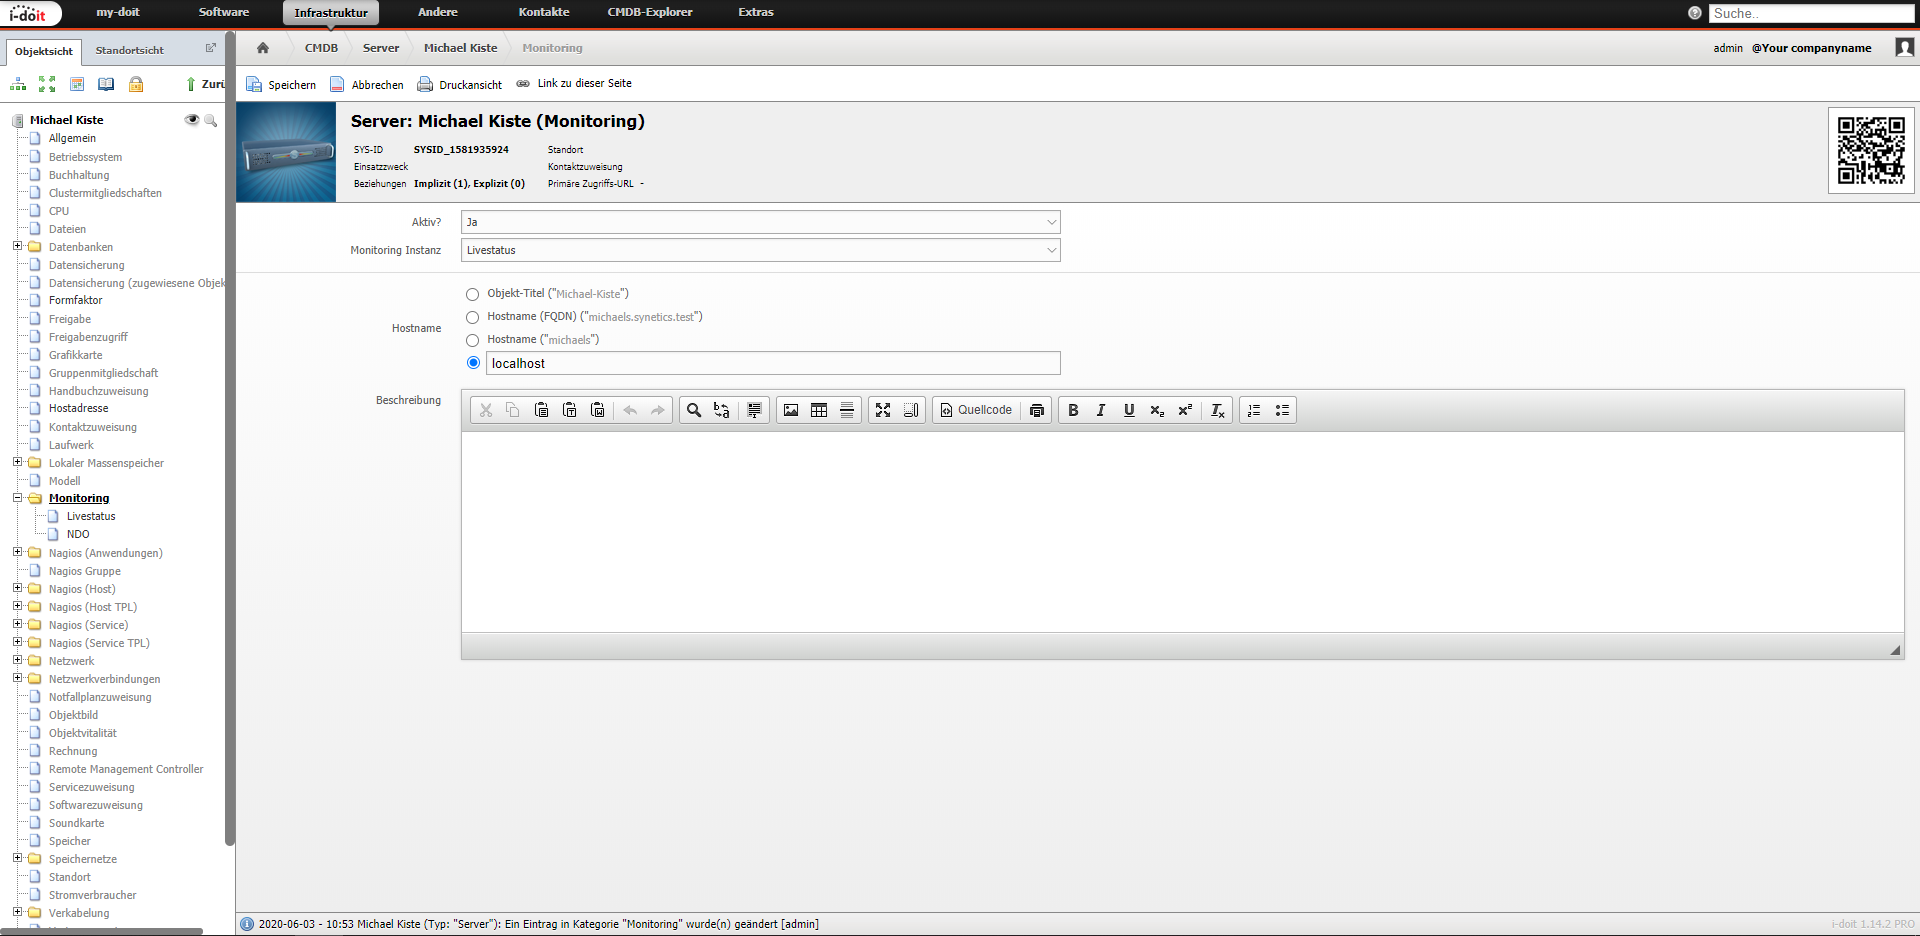 i-doit
my-doit
Software
Infrastruktur
Andere
Kontakte
CMDB-Explorer
Extras
Suche..
Objektsicht
Standortsicht
CMDB
Server
Michael Kiste
Monitoring
admin @Your companyname
Zurü
Speichern
Abbrechen
Druckansicht
Link zu dieser Seite
Michael Kiste
Allgemein
Betriebssystem
Buchhaltung
Clustermitgliedschaften
CPU
Dateien
Datenbanken
Datensicherung
Datensicherung (zugewiesene Objek
Formfaktor
Freigabe
Freigabenzugriff
Grafikkarte
Gruppenmitgliedschaft
Handbuchzuweisung
Hostadresse
Kontaktzuweisung
Laufwerk
Lokaler Massenspeicher
Modell
Monitoring
Livestatus
NDO
Nagios (Anwendungen)
Nagios Gruppe
Nagios (Host)
Nagios (Host TPL)
Nagios (Service)
Nagios (Service TPL)
Netzwerk
Netzwerkverbindungen
Notfallplanzuweisung
Objektbild
Objektvitalität
Rechnung
Remote Management Controller
Servicezuweisung
Softwarezuweisung
Soundkarte
Speicher
Speichernetze
Standort
Stromverbraucher
Verkabelung
Server: Michael Kiste (Monitoring)
SYS-ID SYSID_1581935924 Standort
Einsatzzweck Kontaktzuweisung
Beziehungen Implizit (1), Explizit (0) Primäre Zugriffs-URL -
Aktiv? Ja
Monitoring Instanz Livestatus
Hostname
Objekt-Titel ("Michael-Kiste")
Hostname (FQDN) ("michaels.synetics.test")
Hostname ("michaels")
localhost
Beschreibung
Quellcode
B I U x₂ x² Tx
2020-06-03 - 10:53 Michael Kiste (Typ: "Server"): Ein Eintrag in Kategorie "Monitoring" wurde(n) geändert [admin]
i-doit 1.14.2 PRO